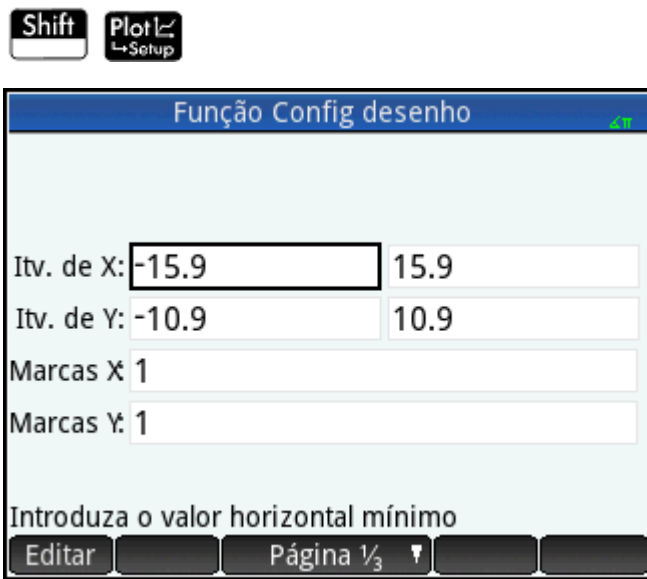 Shift Plot
Setup
Função Config desenho
∡π
Itv. de X: -15.9 15.9
Itv. de Y: -10.9 10.9
Marcas X: 1
Marcas Y: 1
Introduza o valor horizontal mínimo
Editar Página ⅓